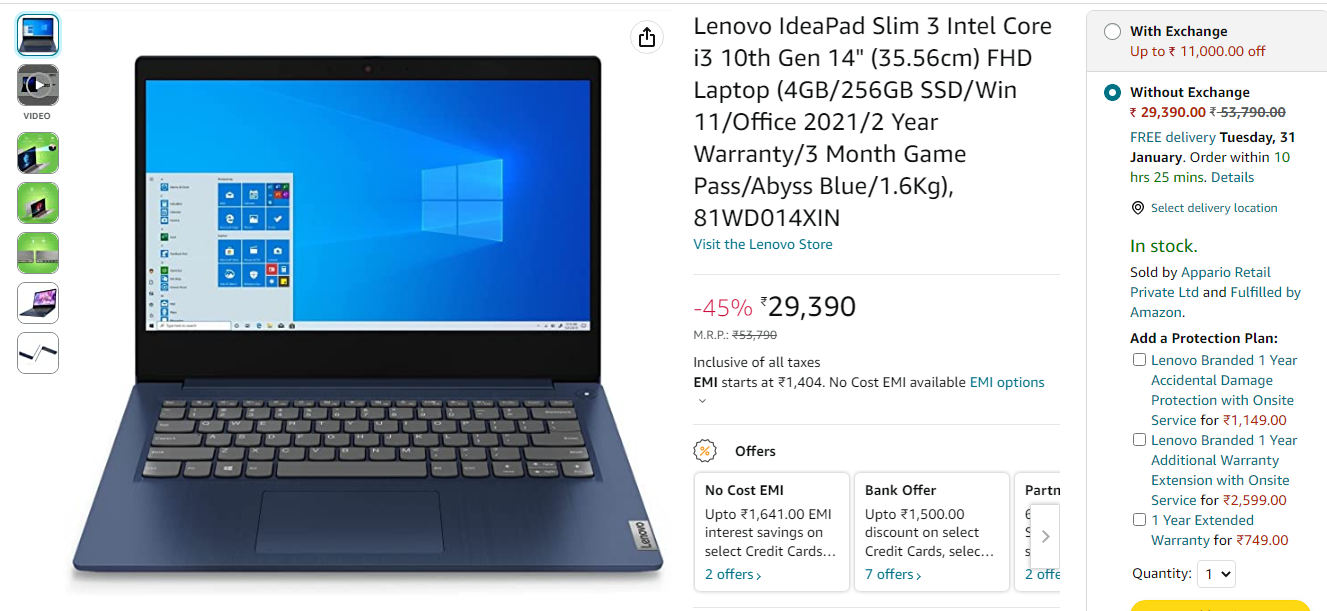 VIDEO
Lenovo
Lenovo IdeaPad Slim 3 Intel Core
i3 10th Gen 14" (35.56cm) FHD
Laptop (4GB/256GB SSD/Win
11/Office 2021/2 Year
Warranty/3 Month Game
Pass/Abyss Blue/1.6Kg),
81WD014XIN
Visit the Lenovo Store
-45% ₹29,390
M.R.P.: ₹53,790
Inclusive of all taxes
EMI starts at ₹1,404. No Cost EMI available EMI options
Offers
No Cost EMI
Upto ₹1,641.00 EMI
interest savings on
select Credit Cards...
2 offers ›
Bank Offer
Upto ₹1,500.00
discount on select
Credit Cards, selec...
7 offers ›
Partn
6
S
s
2 offe
With Exchange
Up to ₹ 11,000.00 off
Without Exchange
₹ 29,390.00 ₹ 53,790.00
FREE delivery Tuesday, 31
January. Order within 10
hrs 25 mins. Details
Select delivery location
In stock.
Sold by Appario Retail
Private Ltd and Fulfilled by
Amazon.
Add a Protection Plan:
Lenovo Branded 1 Year
Accidental Damage
Protection with Onsite
Service for ₹1,149.00
Lenovo Branded 1 Year
Additional Warranty
Extension with Onsite
Service for ₹2,599.00
1 Year Extended
Warranty for ₹749.00
Quantity: 1